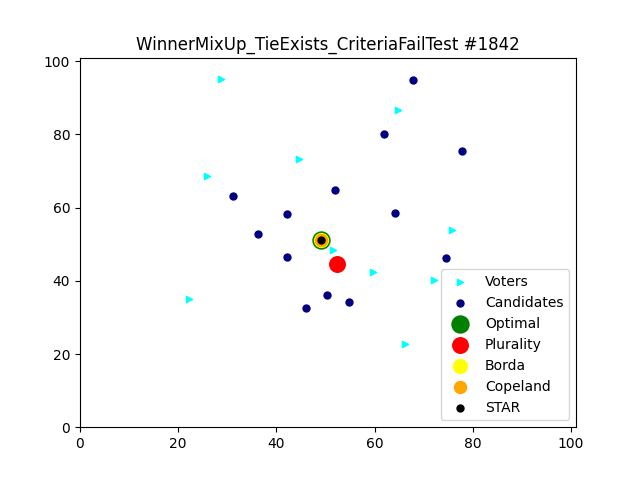 WinnerMixUp_TieExists_CriteriaFailTest #1842
100
80
60
40
20
0
0 20 40 60 80 100
Voters
Candidates
Optimal
Plurality
Borda
Copeland
STAR